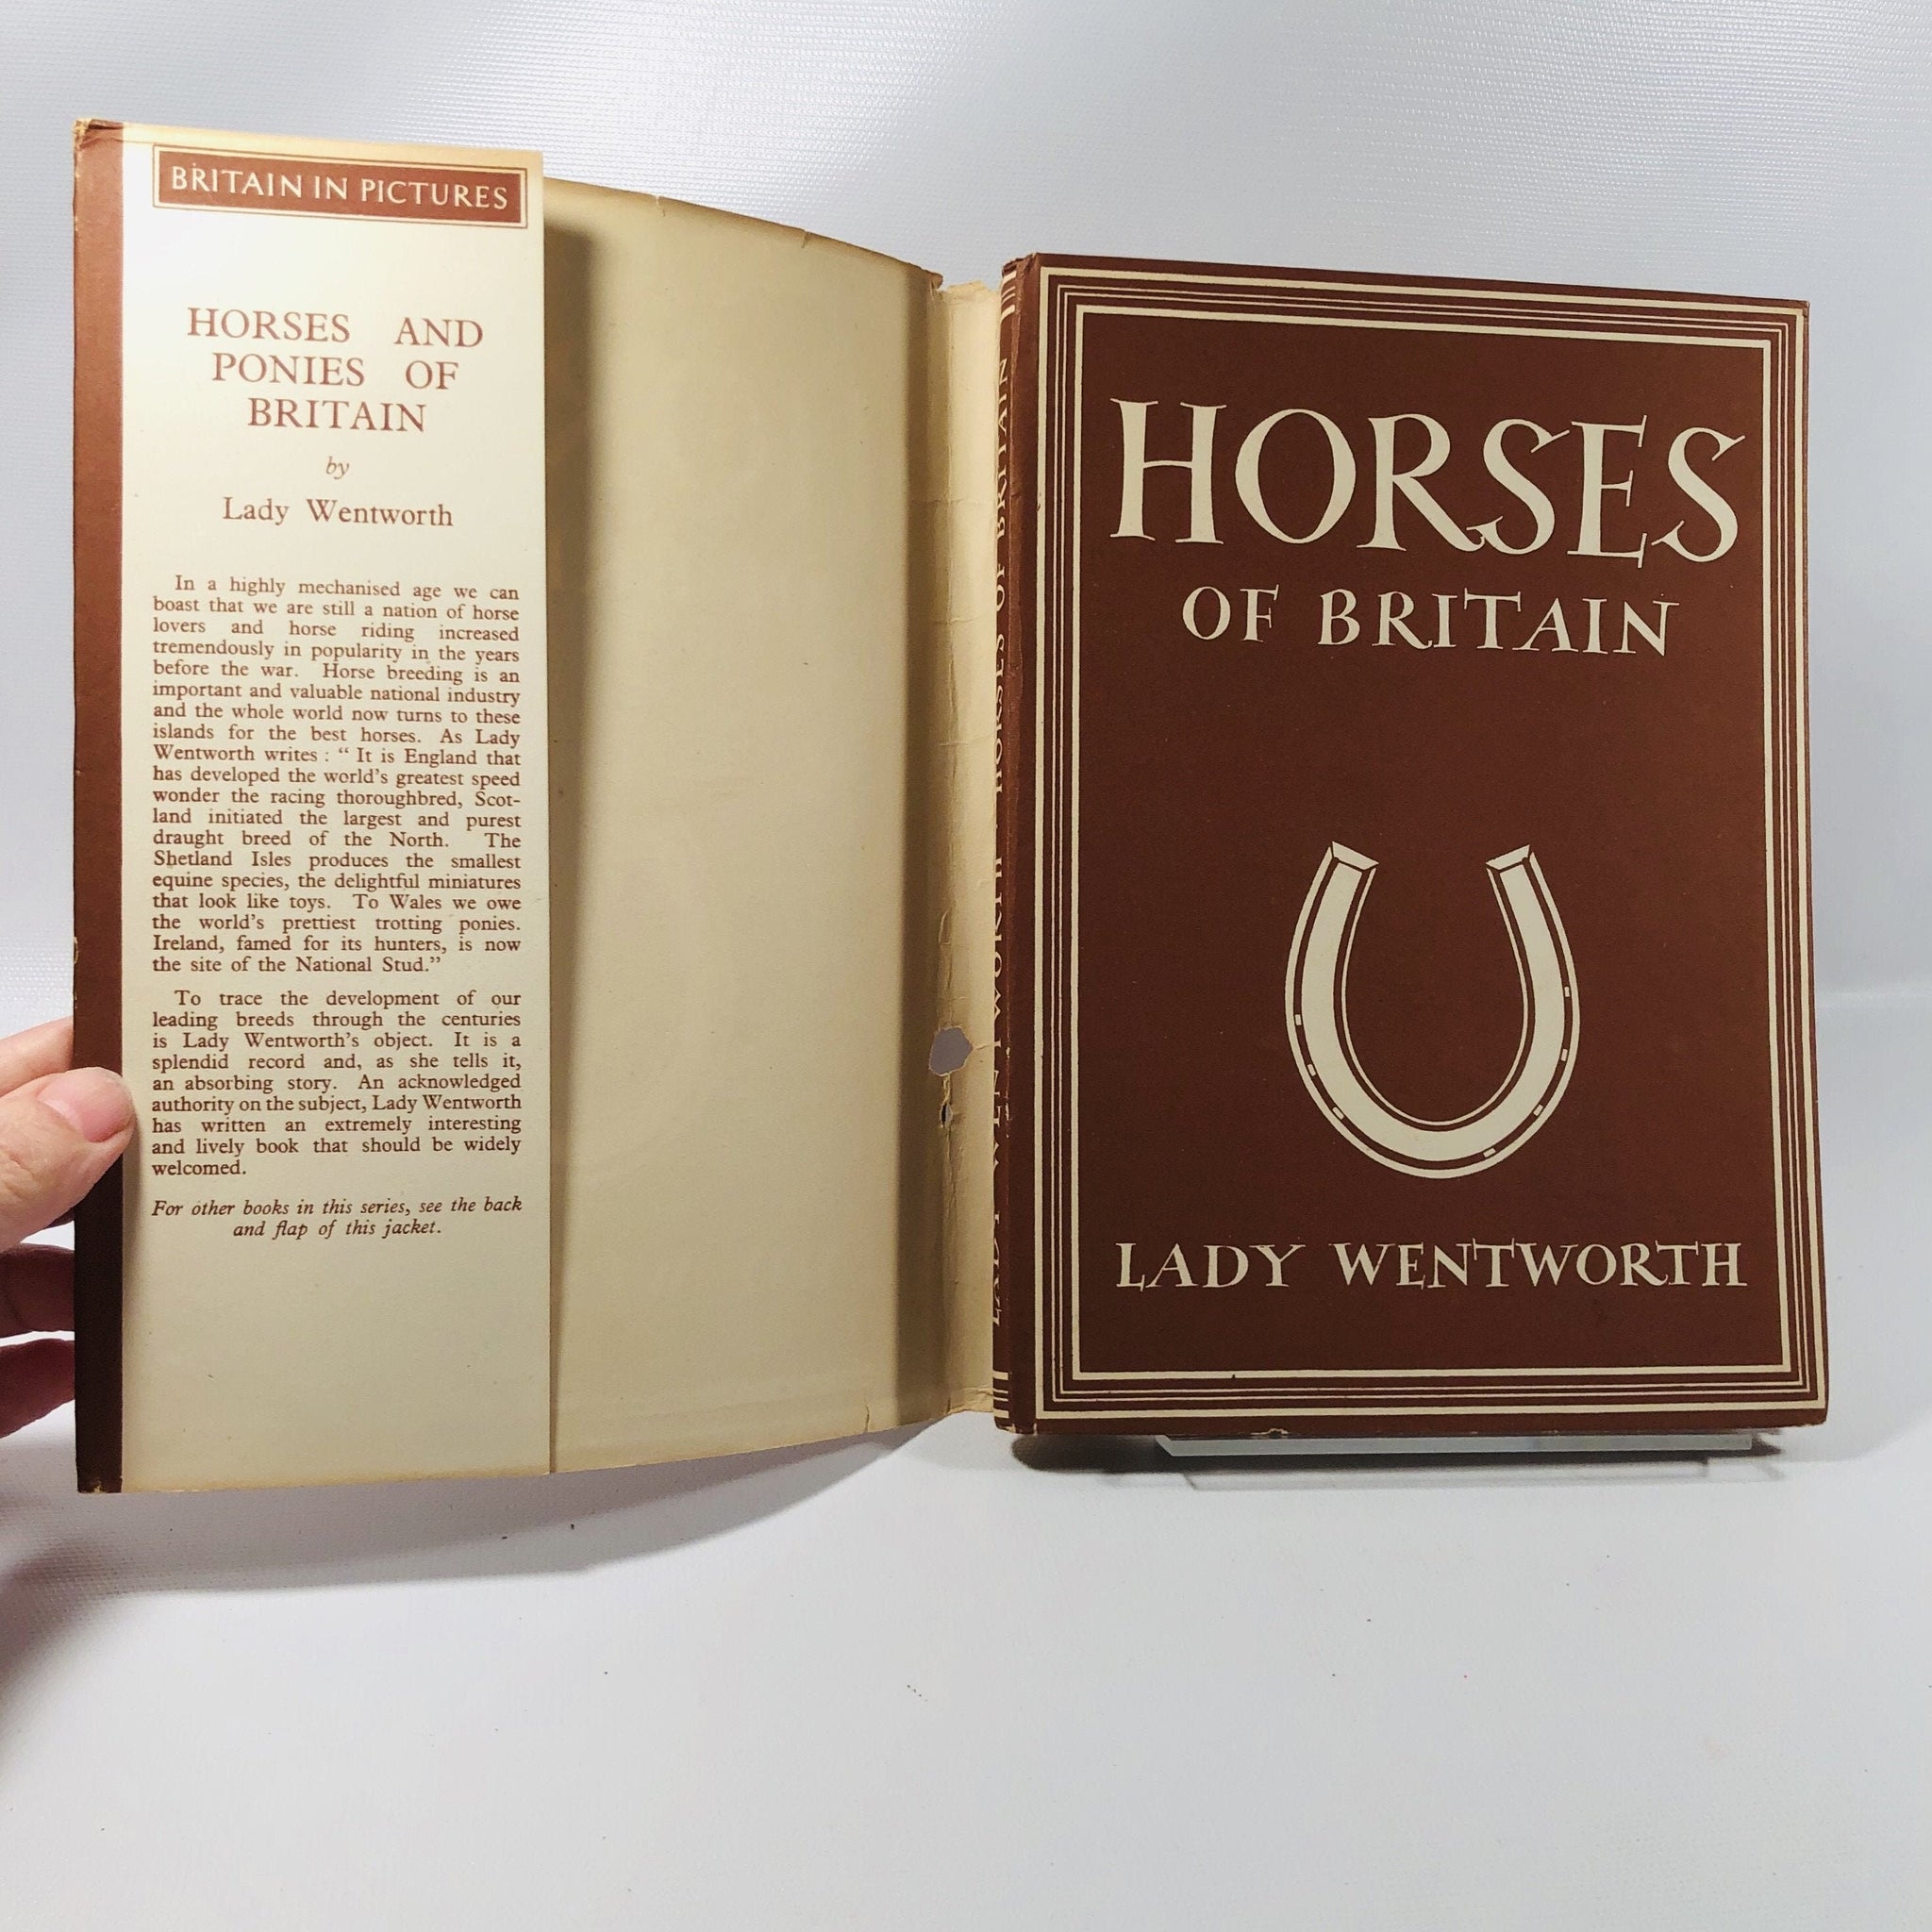 BRITAIN IN PICTURES
HORSES AND
PONIES OF
BRITAIN
by
Lady Wentworth
In a highly mechanised age we can
boast that we are still a nation of horse
lovers and horse riding increased
tremendously in popularity in the years
before the war. Horse breeding is an
important and valuable national industry
and the whole world now turns to these
islands for the best horses. As Lady
Wentworth writes : “ It is England that
has developed the world’s greatest speed
wonder the racing thoroughbred, Scot-
land initiated the largest and purest
draught breed of the North. The
Shetland Isles produces the smallest
equine species, the delightful miniatures
that look like toys. To Wales we owe
the world’s prettiest trotting ponies.
Ireland, famed for its hunters, is now
the site of the National Stud.”
To trace the development of our
leading breeds through the centuries
is Lady Wentworth’s object. It is a
splendid record and, as she tells it,
an absorbing story. An acknowledged
authority on the subject, Lady Wentworth
has written an extremely interesting
and lively book that should be widely
welcomed.
For other books in this series, see the back
and flap of this jacket.
LADY WENTWORTH HORSES OF BRITAIN
HORSES
OF BRITAIN
LADY WENTWORTH